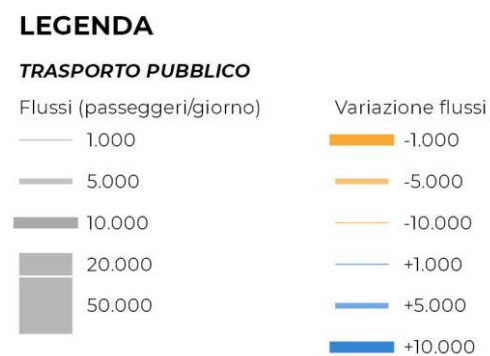 LEGENDA
TRASPORTO PUBBLICO
Flussi (passeggeri/giorno)
1.000
5.000
10.000
20.000
50.000
Variazione flussi
-1.000
-5.000
-10.000
+1.000
+5.000
+10.000